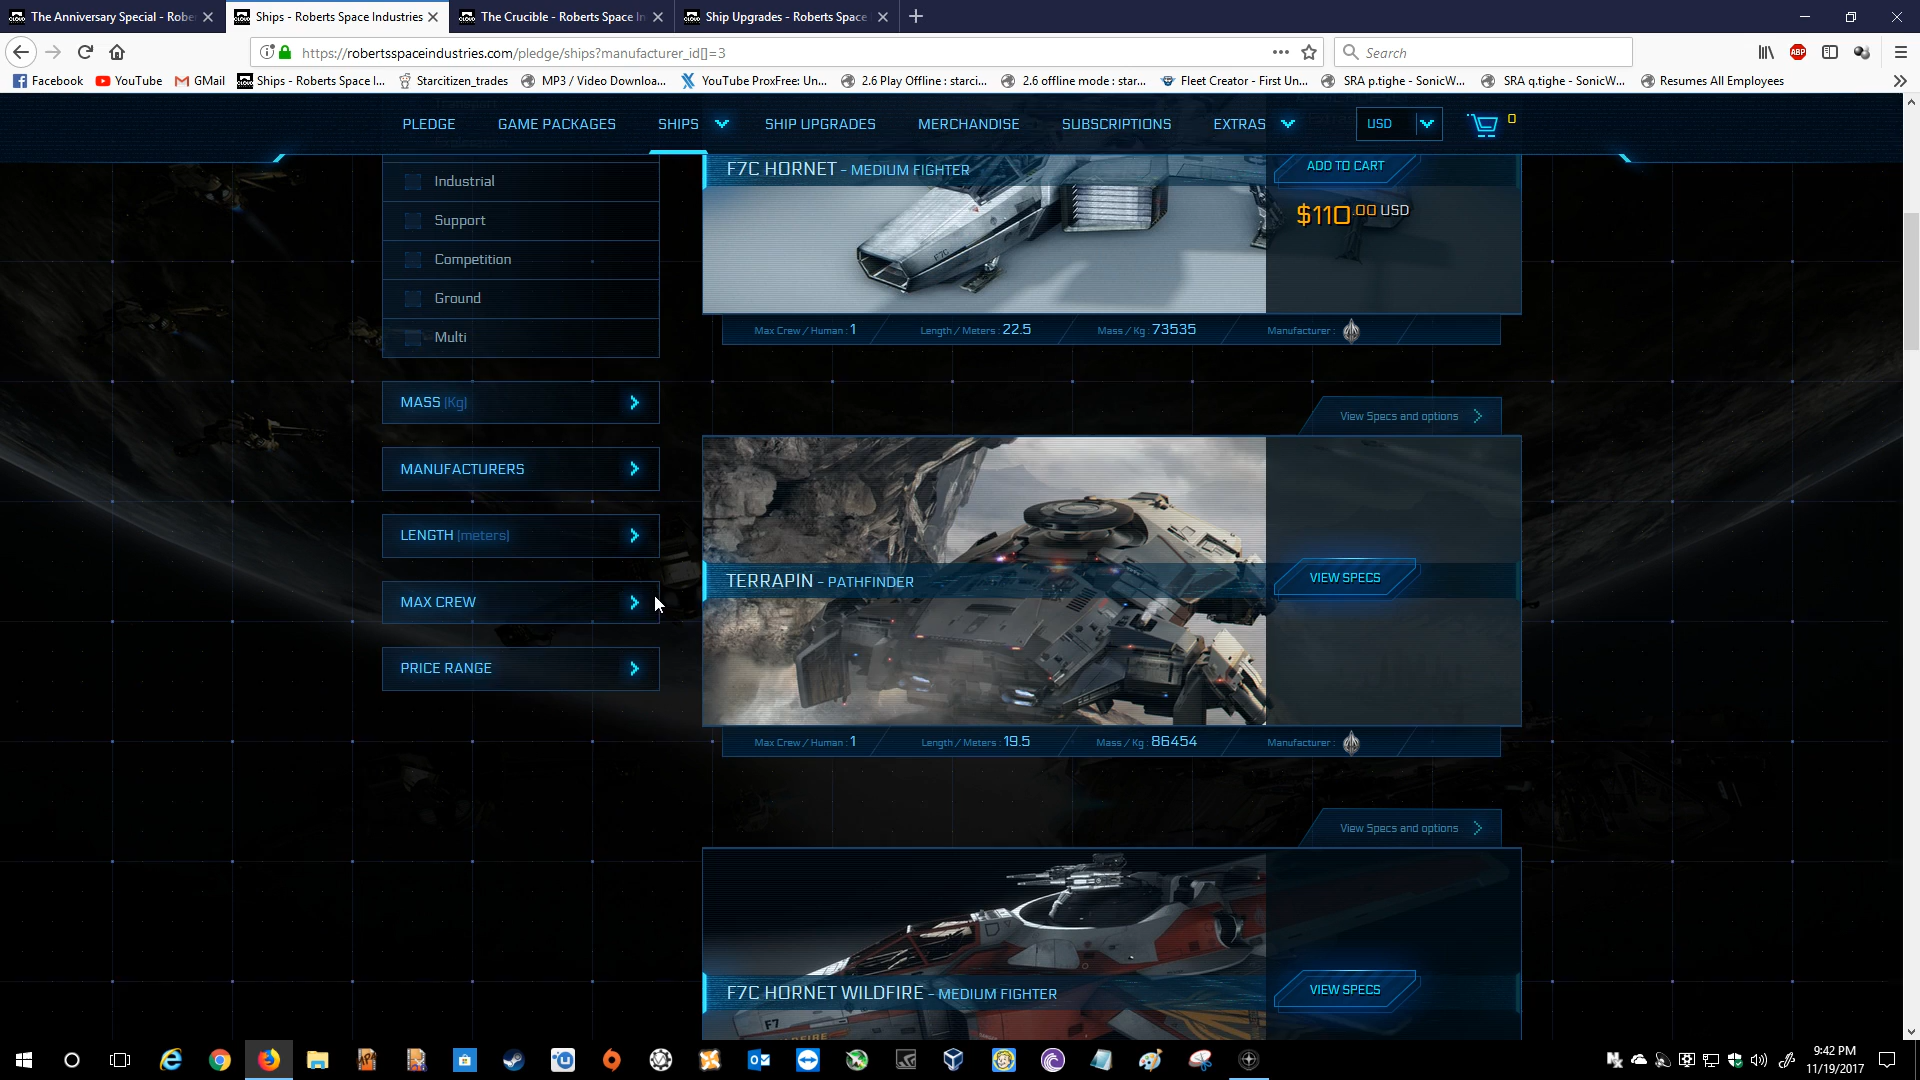 The Anniversary Special - Robe
Ships - Roberts Space Industries
The Crucible - Roberts Space In
Ship Upgrades - Roberts Space
https://robertsspaceindustries.com/pledge/ships?manufacturer_id[]=3
Search
Facebook
YouTube
GMail
Ships - Roberts Space I...
Starcitizen_trades
MP3 / Video Downloa...
YouTube ProxFree: Un...
2.6 Play Offline : starci...
2.6 offline mode : star...
Fleet Creator - First Un...
SRA p.tighe - SonicW...
SRA q.tighe - SonicW...
Resumes All Employees
Transport
PLEDGE
GAME PACKAGES
SHIPS
SHIP UPGRADES
MERCHANDISE
SUBSCRIPTIONS
EXTRAS
USD
0
Industrial
Support
Competition
Ground
Multi
MASS (Kg)
MANUFACTURERS
LENGTH (meters)
MAX CREW
PRICE RANGE
F7C HORNET - MEDIUM FIGHTER
ADD TO CART
$110.00 USD
Max Crew / Human : 1
Length / Meters : 22.5
Mass / Kg : 73535
Manufacturer :
View Specs and options
TERRAPIN - PATHFINDER
VIEW SPECS
Max Crew / Human : 1
Length / Meters : 19.5
Mass / Kg : 86454
Manufacturer :
View Specs and options
F7C HORNET WILDFIRE - MEDIUM FIGHTER
VIEW SPECS
F7
9:42 PM
11/19/2017